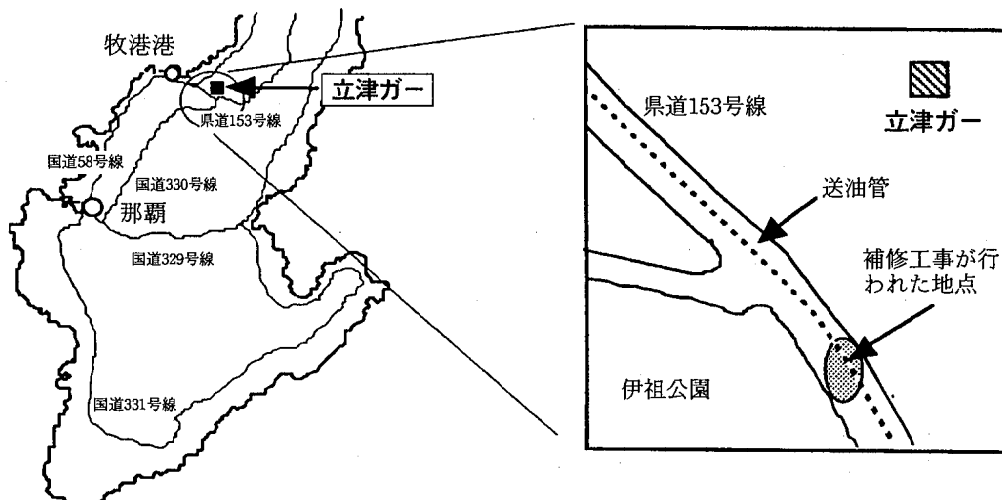 牧港港
立津ガー
県道153号線
国道58号線
国道330号線
那覇
国道329号線
国道331号線
県道153号線
立津ガー
送油管
補修工事が行
われた地点
伊祖公園